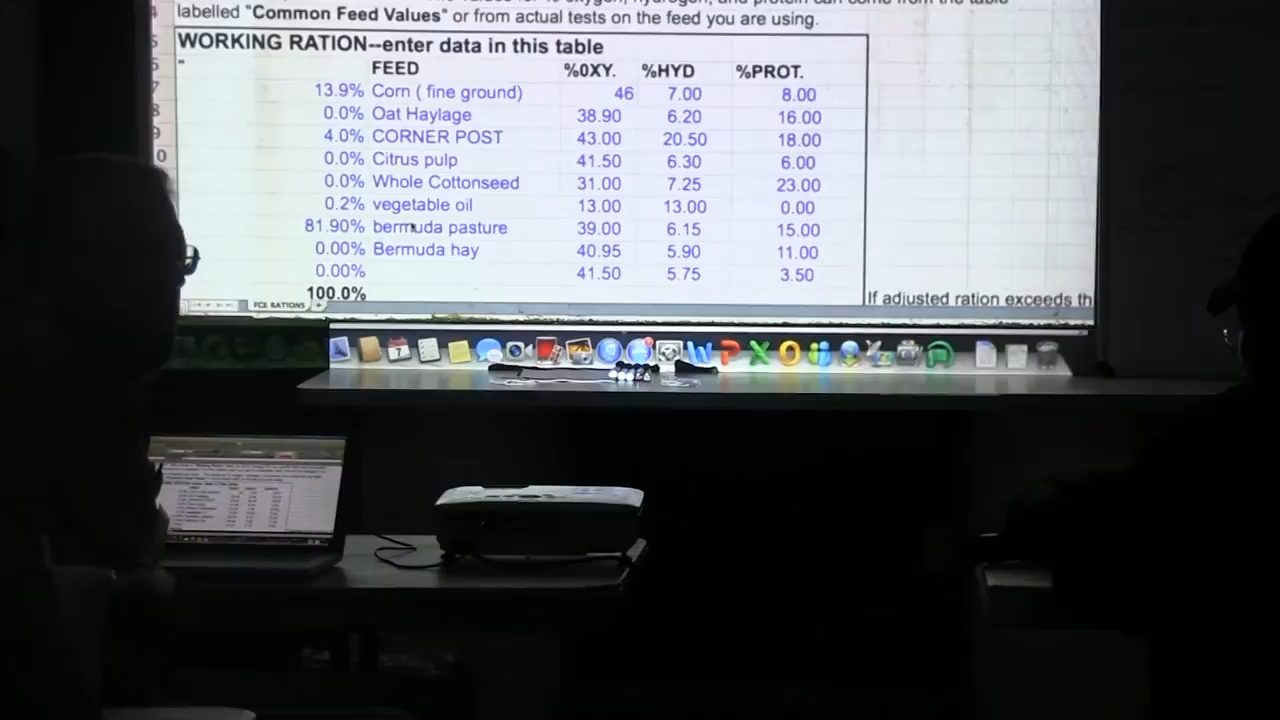 labelled "Common Feed Values" or from actual tests on the feed you are using.
WORKING RATION--enter data in this table
FEED %0XY. %HYD %PROT.
13.9% Corn ( fine ground) 46 7.00 8.00
0.0% Oat Haylage 38.90 6.20 16.00
4.0% CORNER POST 43.00 20.50 18.00
0.0% Citrus pulp 41.50 6.30 6.00
0.0% Whole Cottonseed 31.00 7.25 23.00
0.2% vegetable oil 13.00 13.00 0.00
81.90% bermuda pasture 39.00 6.15 15.00
0.00% Bermuda hay 40.95 5.90 11.00
0.00% 41.50 5.75 3.50
100.0%
If adjusted ration exceeds th
FCE RATIONS